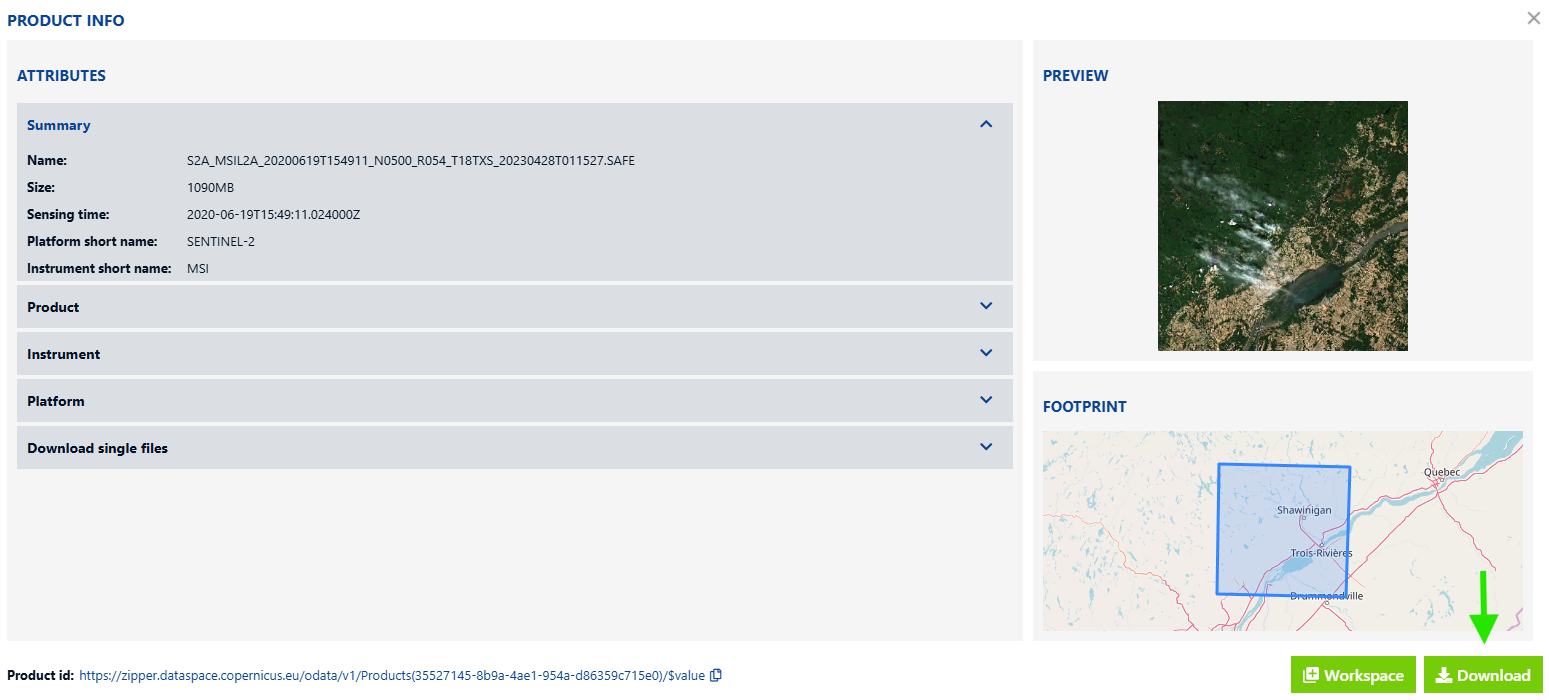 PRODUCT INFO
ATTRIBUTES
Summary
Name: S2A_MSIL2A_20200619T154911_N0500_R054_T18TXS_20230428T011527.SAFE
Size: 1090MB
Sensing time: 2020-06-19T15:49:11.024000Z
Platform short name: SENTINEL-2
Instrument short name: MSI
Product
Instrument
Platform
Download single files
PREVIEW
FOOTPRINT
Quebec
Shawinigan
Trois-Rivières
Drummondville
Product id: https://zipper.dataspace.copernicus.eu/odata/v1/Products(35527145-8b9a-4ae1-954a-d86359c715e0)/$value
Workspace
Download